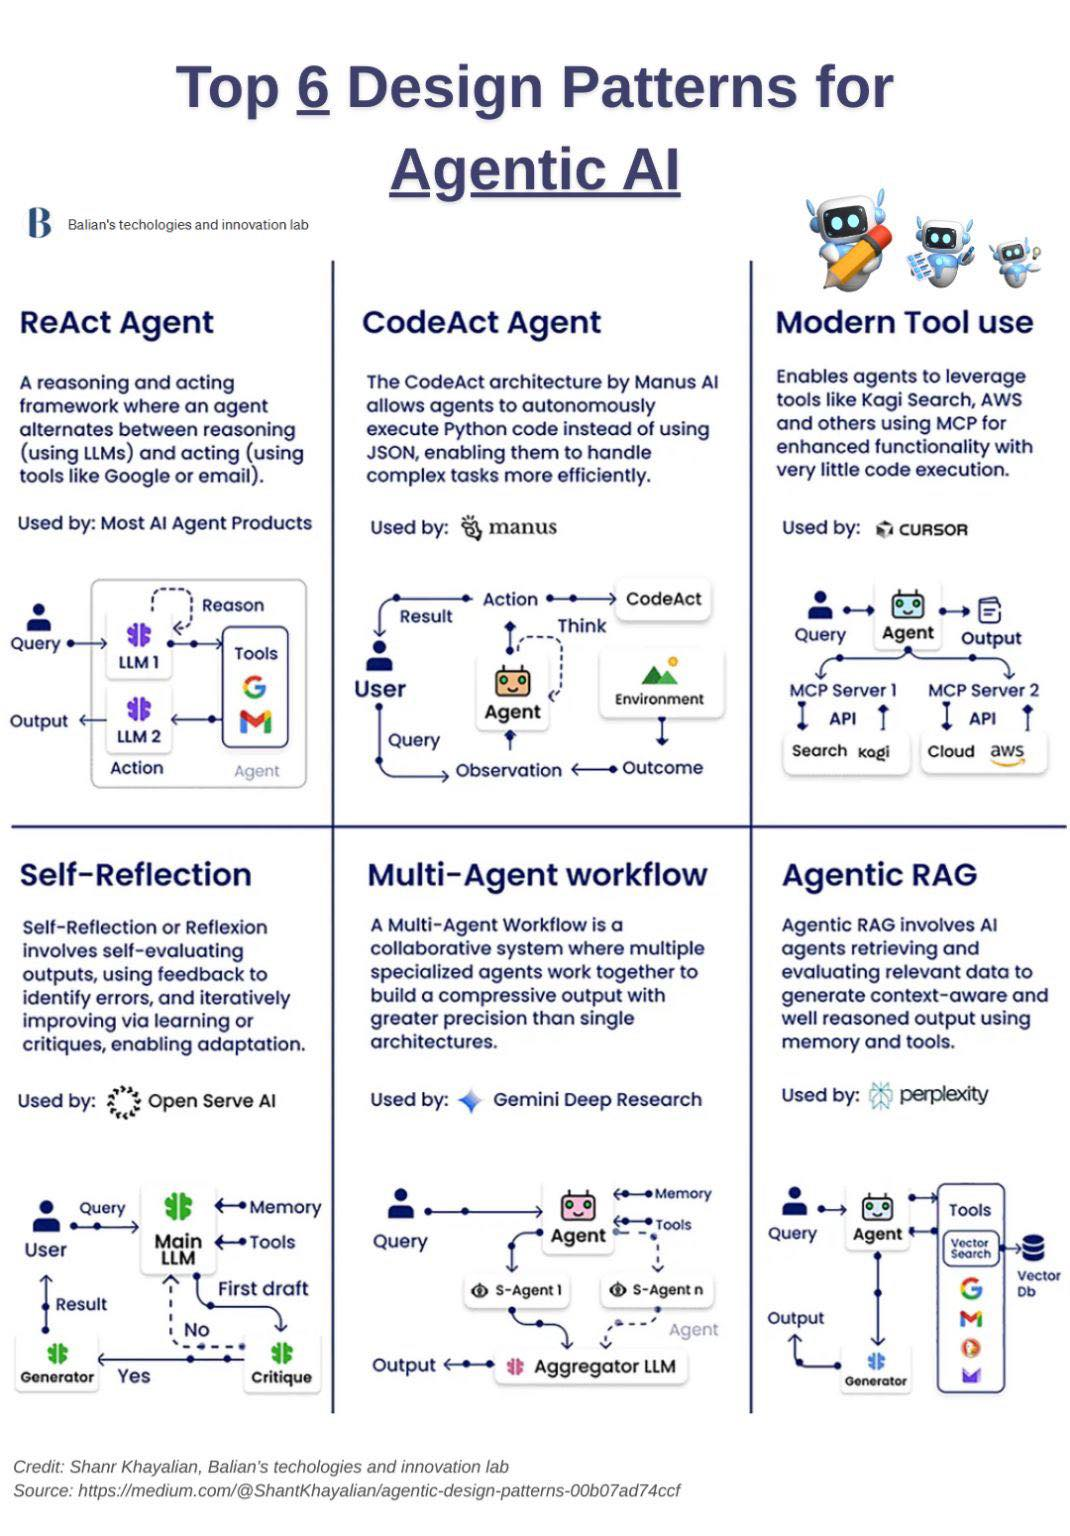 Top 6 Design Patterns for
Agentic AI
B
Balian's techologies and innovation lab
ReAct Agent
A reasoning and acting
framework where an agent
alternates between reasoning
(using LLMs) and acting (using
tools like Google or email).
Used by: Most AI Agent Products
Reason
Query
LLM 1
Tools
G
Output
LLM 2
Action
Agent
CodeAct Agent
The CodeAct architecture by Manus AI
allows agents to autonomously
execute Python code instead of using
JSON, enabling them to handle
complex tasks more efficiently.
Used by: manus
Action
CodeAct
Result
Think
User
Agent
Environment
Query
Observation
Outcome
Modern Tool use
Enables agents to leverage
tools like Kagi Search, AWS
and others using MCP for
enhanced functionality with
very little code execution.
Used by: CURSOR
Query
Agent
Output
MCP Server 1
MCP Server 2
API
API
Search kagi
Cloud aws
Self-Reflection
Self-Reflection or Reflexion
involves self-evaluating
outputs, using feedback to
identify errors, and iteratively
improving via learning or
critiques, enabling adaptation.
Used by: Open Serve AI
Query
Memory
User
Main
LLM
Tools
First draft
Result
No
Generator
Yes
Critique
Multi-Agent workflow
A Multi-Agent Workflow is a
collaborative system where multiple
specialized agents work together to
build a compressive output with
greater precision than single
architectures.
Used by: Gemini Deep Research
Memory
Query
Agent
Tools
S-Agent 1
S-Agent n
Agent
Output
Aggregator LLM
Agentic RAG
Agentic RAG involves AI
agents retrieving and
evaluating relevant data to
generate context-aware and
well reasoned output using
memory and tools.
Used by: perplexity
Query
Agent
Tools
Vector
Search
Vector
Db
G
Output
Generator
Credit: Shanr Khayalian, Balian's techologies and innovation lab
Source: https://medium.com/@ShantKhayalian/agentic-design-patterns-00b07ad74ccf